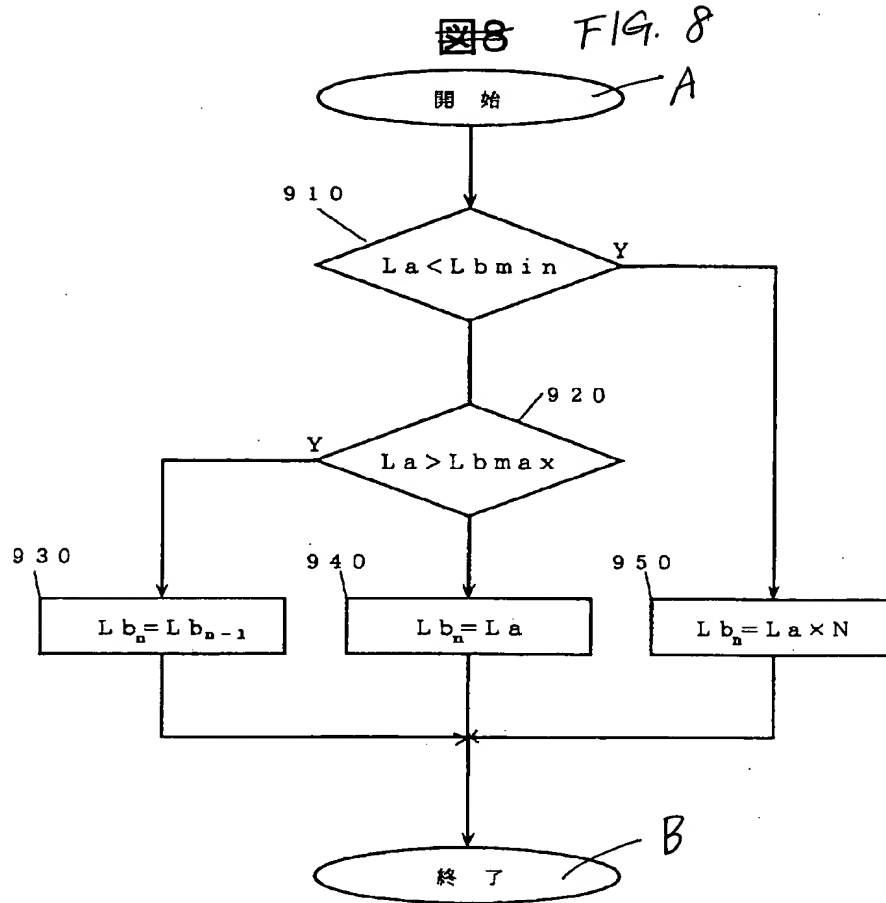 図8 FIG. 8
開始
A
910
La<Lbmin
Y
920
Y
La>Lbmax
930
940
950
Lbₙ=Lbₙ₋₁
Lbₙ=La
Lbₙ=La×N
B
終了